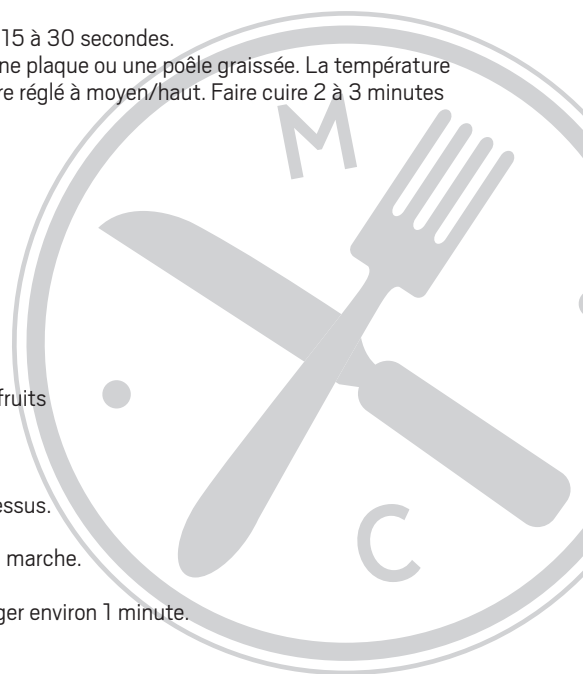 15 à 30 secondes.
ne plaque ou une poêle graissée. La température
re réglé à moyen/haut. Faire cuire 2 à 3 minutes
M
fruits
essus.
C
marche.
ger environ 1 minute.